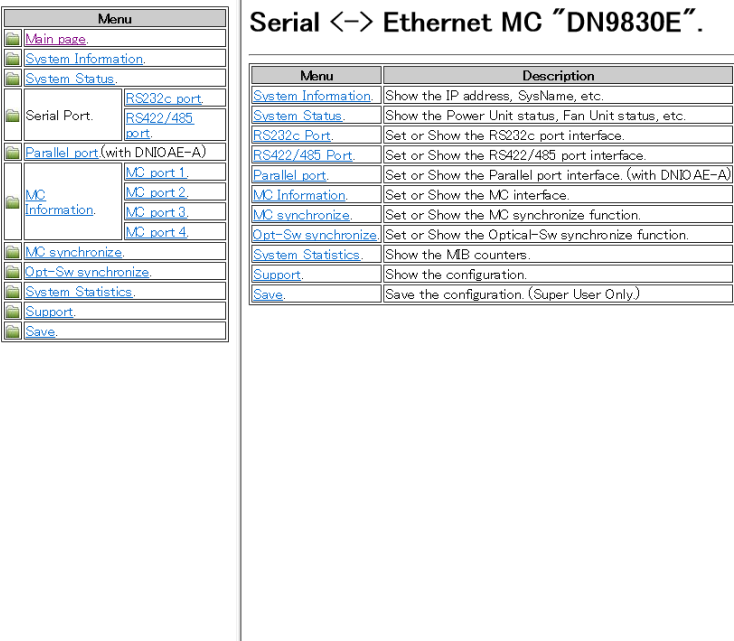 Menu
Main page.
System Information.
System Status.
Serial Port.
RS232c port.
RS422/485
port.
Parallel port.(with DNIOAE-A)
MC
Information.
MC port 1.
MC port 2.
MC port 3.
MC port 4.
MC synchronize.
Opt-Sw synchronize.
System Statistics.
Support.
Save.
Serial <-> Ethernet MC "DN9830E".
Menu Description
System Information. Show the IP address, SysName, etc.
System Status. Show the Power Unit status, Fan Unit status, etc.
RS232c Port. Set or Show the RS232c port interface.
RS422/485 Port. Set or Show the RS422/485 port interface.
Parallel port. Set or Show the Parallel port interface. (with DNIOAE-A)
MC Information. Set or Show the MC interface.
MC synchronize. Set or Show the MC synchronize function.
Opt-Sw synchronize. Set or Show the Optical-Sw synchronize function.
System Statistics. Show the MIB counters.
Support. Show the configuration.
Save. Save the configuration. (Super User Only.)